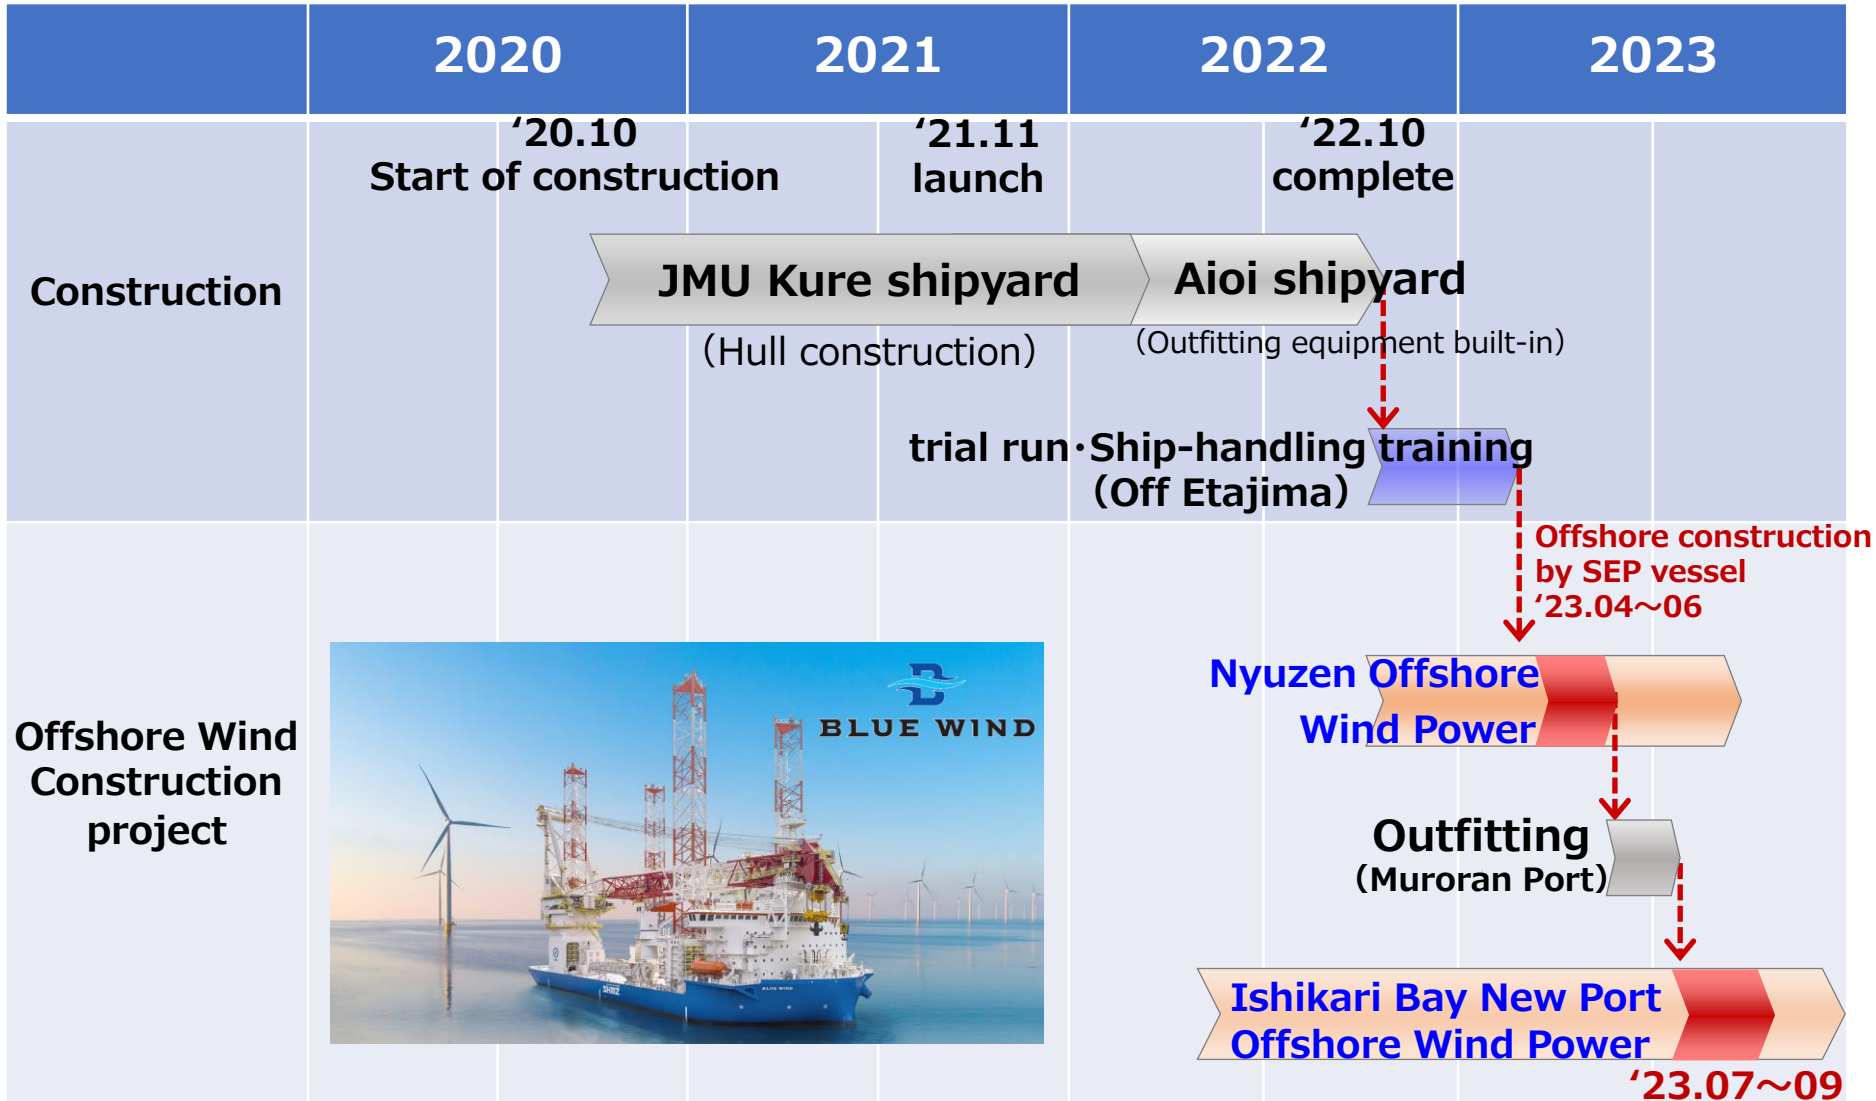 2020
2021
2022
2023
‘20.10
Start of construction
‘21.11
launch
‘22.10
complete
Construction
JMU Kure shipyard
Aioi shipyard
（Hull construction）
（Outfitting equipment built-in）
trial run・Ship-handling training
（Off Etajima）
Offshore construction
by SEP vessel
‘23.04～06
Offshore Wind
Construction
project
BLUE WIND
SHIMZ
BLUE WIND
Nyuzen Offshore
Wind Power
Outfitting
（Muroran Port）
Ishikari Bay New Port
Offshore Wind Power
‘23.07～09